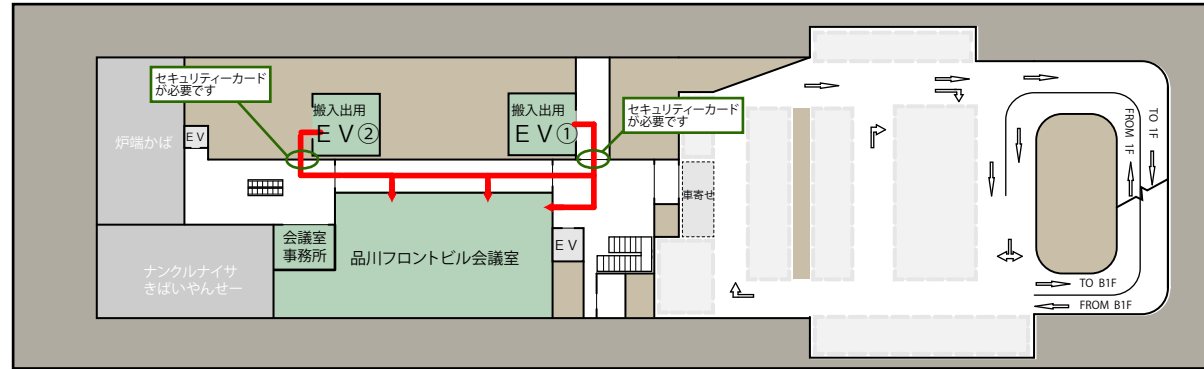 セキュリティーカード
が必要です
搬入出用
ＥＶ②
搬入出用
ＥＶ①
セキュリティーカード
が必要です
炉端かば
ＥＶ
車寄せ
TO 1F
FROM 1F
会議室
事務所
品川フロントビル会議室
ＥＶ
ナンクルナイサ
きばいやんせー
TO B1F
FROM B1F